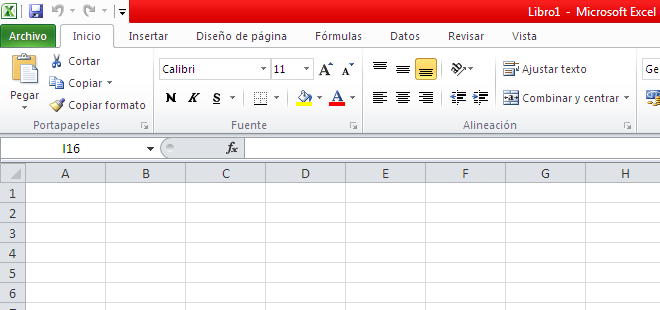 Libro1 - Microsoft Excel
Archivo Inicio Insertar Diseño de página Fórmulas Datos Revisar Vista
Pegar
Cortar
Copiar
Copiar formato
Portapapeles
Calibri 11 A A
N K S A
Fuente
Ajustar texto
Combinar y centrar
Alineación
Ge
I16 fx
A B C D E F G H
1
2
3
4
5
6